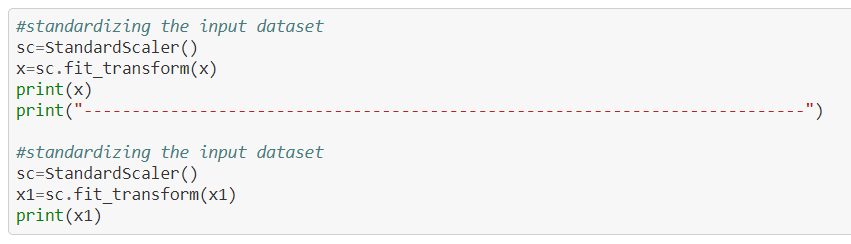 #standardizing the input dataset
sc=StandardScaler()
x=sc.fit_transform(x)
print(x)
print("---------------------------------------------------------------------------")
#standardizing the input dataset
sc=StandardScaler()
x1=sc.fit_transform(x1)
print(x1)